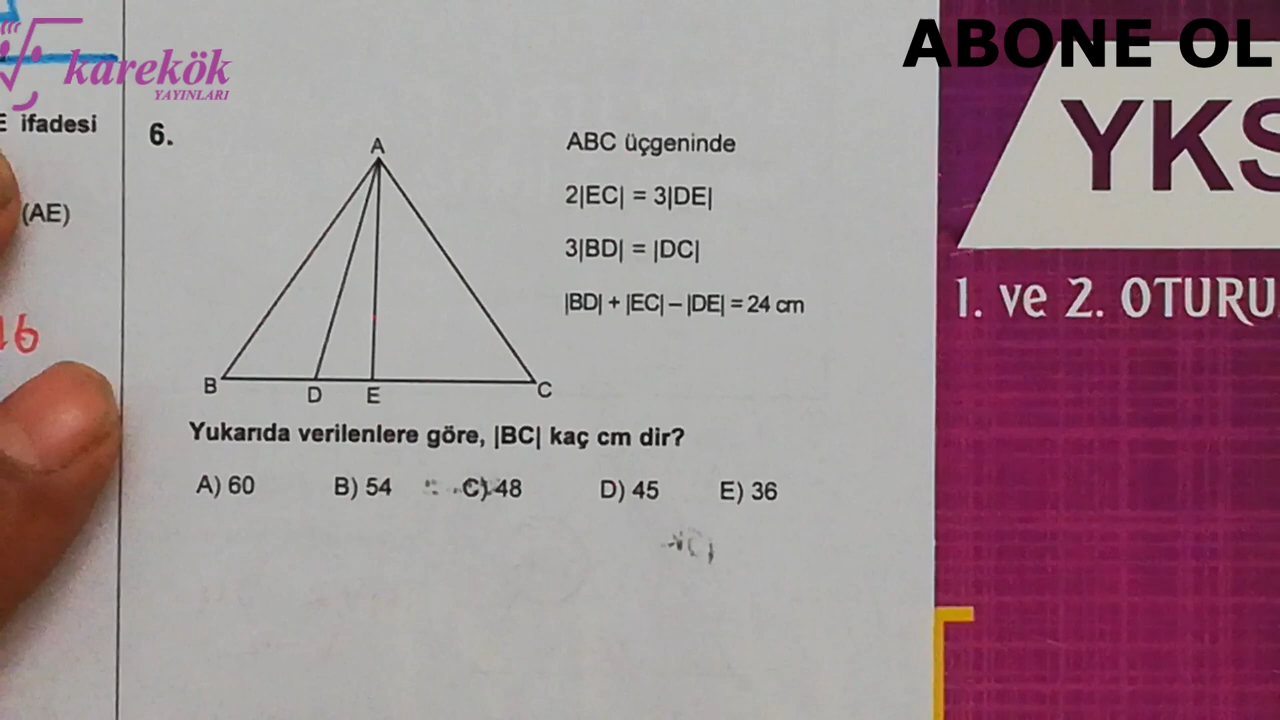 karekök
YAYINLARI
ABONE OL
YKS
1. ve 2. OTURU
E ifadesi
(AE)
16
6.
A
B
D
E
C
ABC üçgeninde
2|EC| = 3|DE|
3|BD| = |DC|
|BD| + |EC| – |DE| = 24 cm
Yukarıda verilenlere göre, |BC| kaç cm dir?
A) 60 B) 54 C) 48 D) 45 E) 36